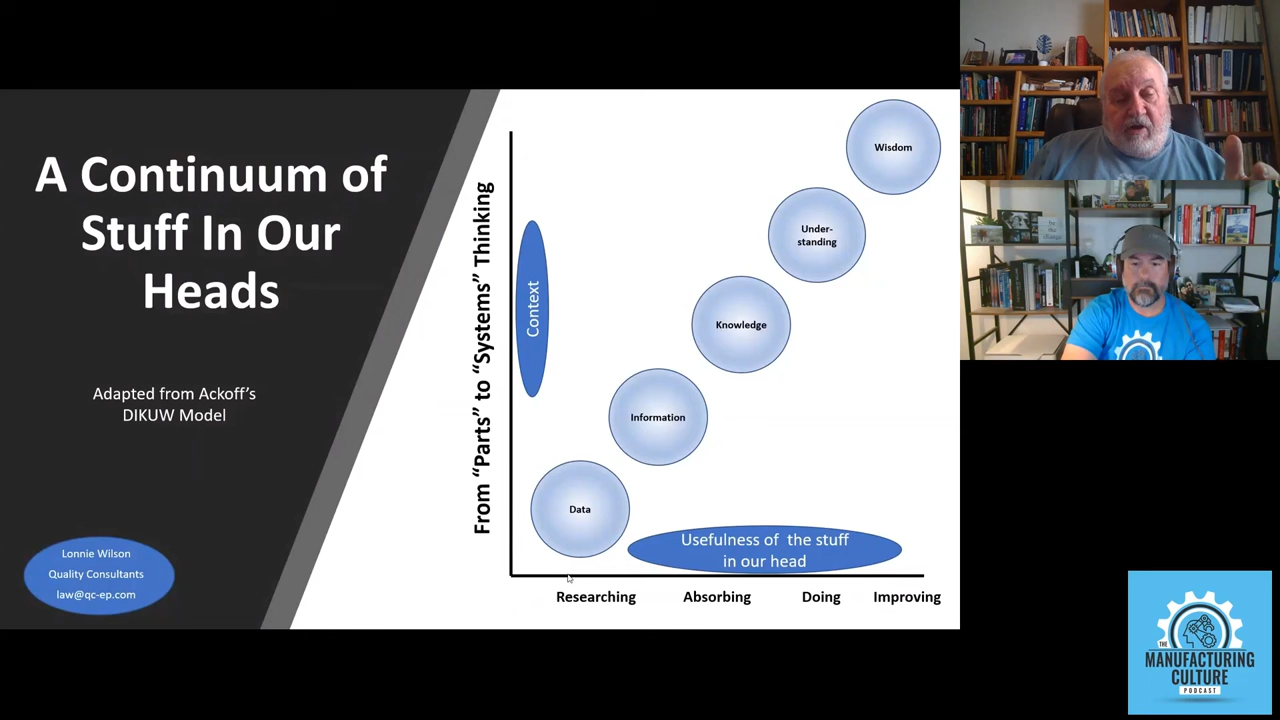 A Continuum of
Stuff In Our
Heads
Adapted from Ackoff's
DIKUW Model
Lonnie Wilson
Quality Consultants
law@qc-ep.com
From "Parts" to "Systems" Thinking
Context
Wisdom
Under-
standing
Knowledge
Information
Data
Usefulness of the stuff
in our head
Researching
Absorbing
Doing
Improving
THE
MANUFACTURING
CULTURE
PODCAST